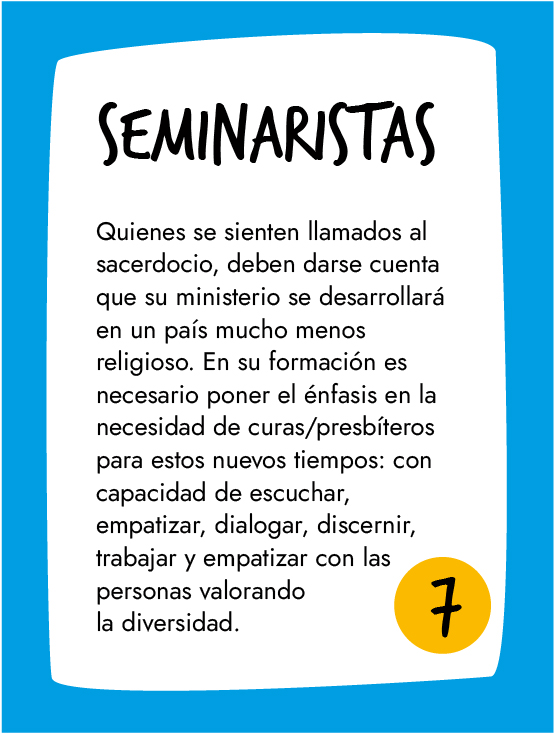 SEMINARISTAS
Quienes se sienten llamados al
sacerdocio, deben darse cuenta
que su ministerio se desarrollará
en un país mucho menos
religioso. En su formación es
necesario poner el énfasis en la
necesidad de curas/presbíteros
para estos nuevos tiempos: con
capacidad de escuchar,
empatizar, dialogar, discernir,
trabajar y empatizar con las
personas valorando
la diversidad.
7